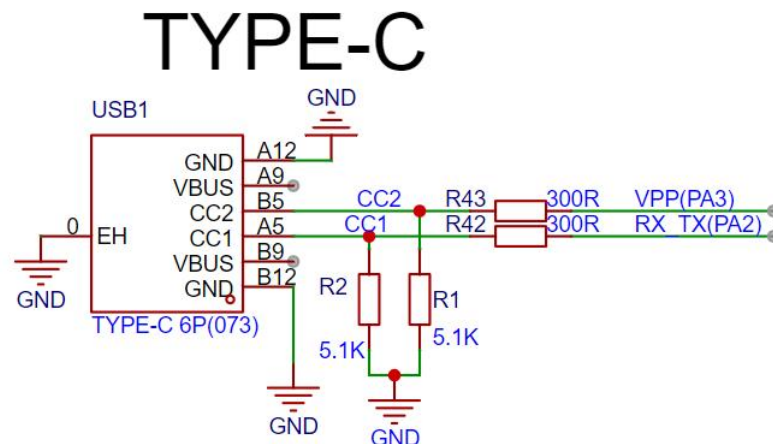 TYPE-C
USB1
GND
GND A12
VBUS A9
CC2 B5 CC2 R43 300R VPP(PA3)
0 EH CC1 A5 CC1 R42 300R RX_TX(PA2)
VBUS B9
GND B12
GND
R2 R1
TYPE-C 6P(073)
5.1K 5.1K
GND GND